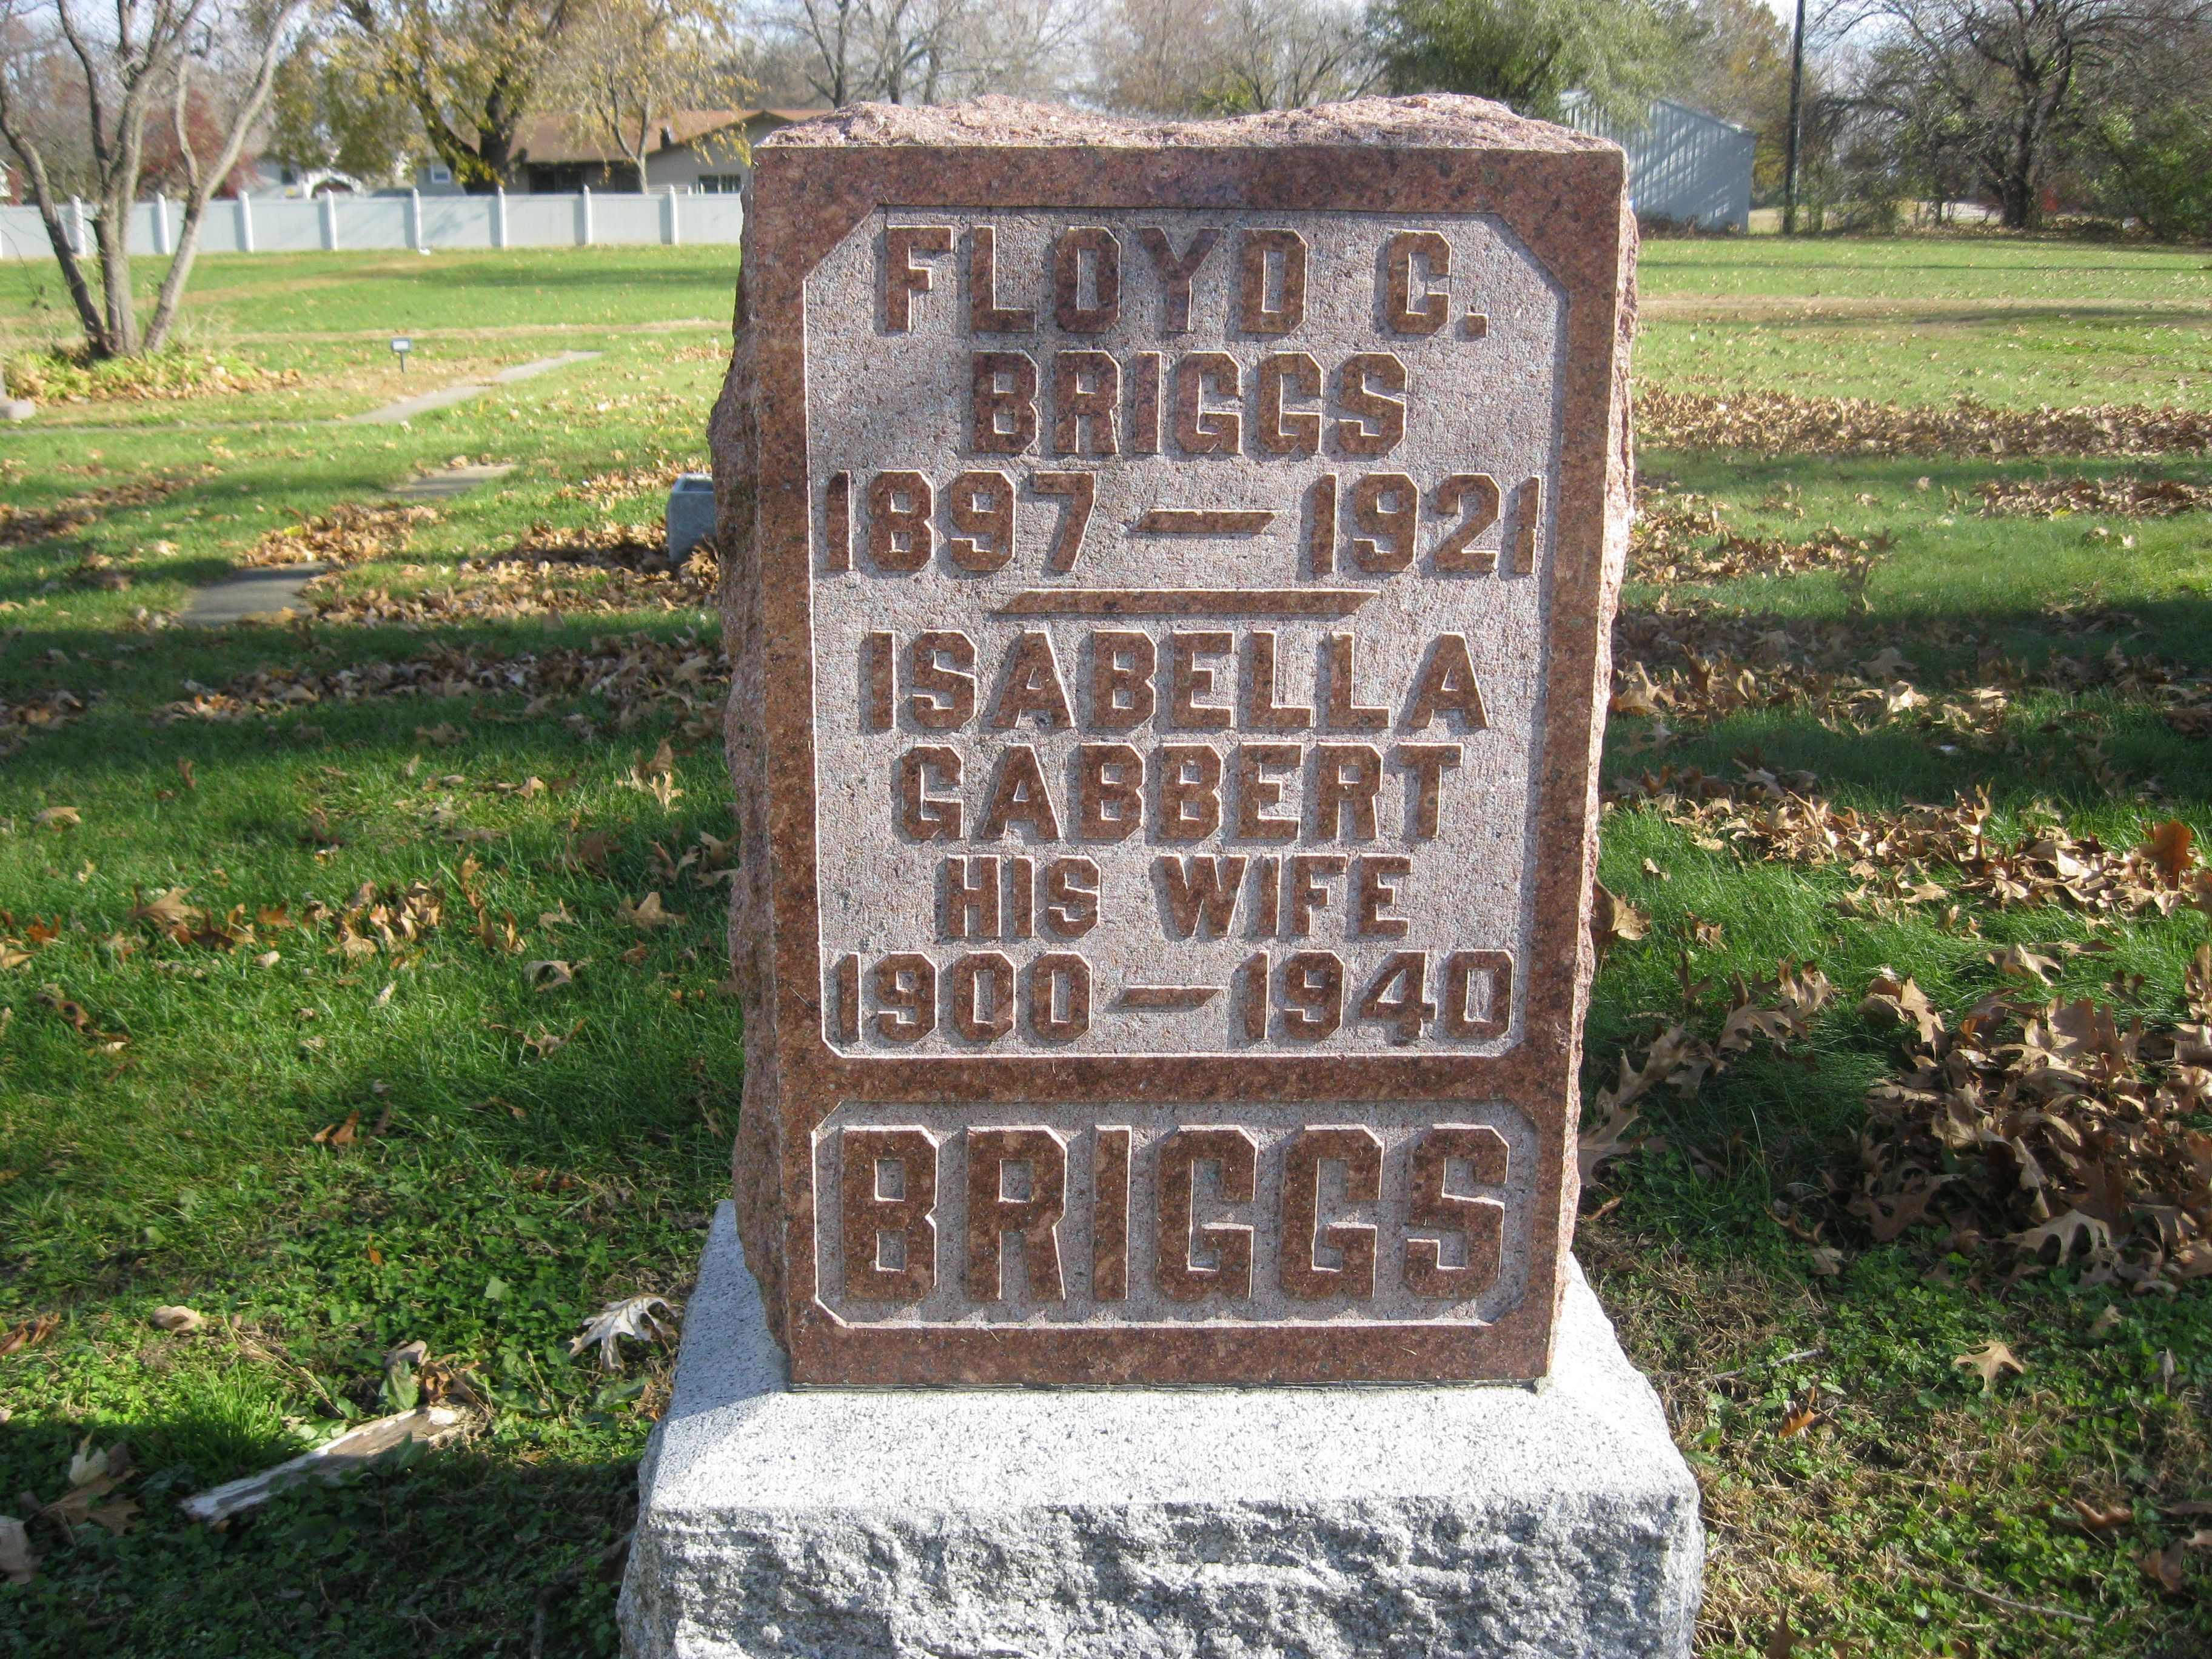 FLOYD C.
BRIGGS
1897 — 1921
ISABELLA
GABBERT
HIS WIFE
1900 — 1940
BRIGGS